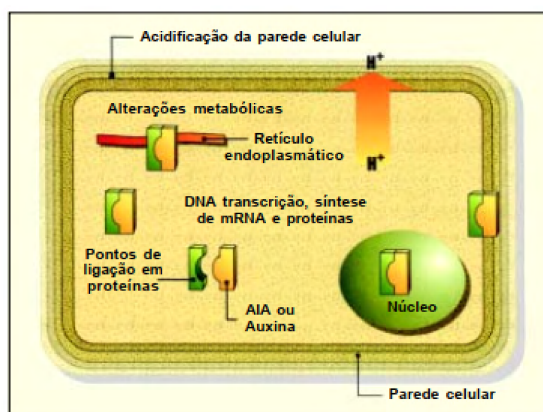 Acidificação da parede celular
H+
Alterações metabólicas
Retículo
endoplasmático
H+
DNA transcrição, síntese
de mRNA e proteínas
Pontos de
ligação em
proteínas
AIA ou
Auxina
Núcleo
Parede celular